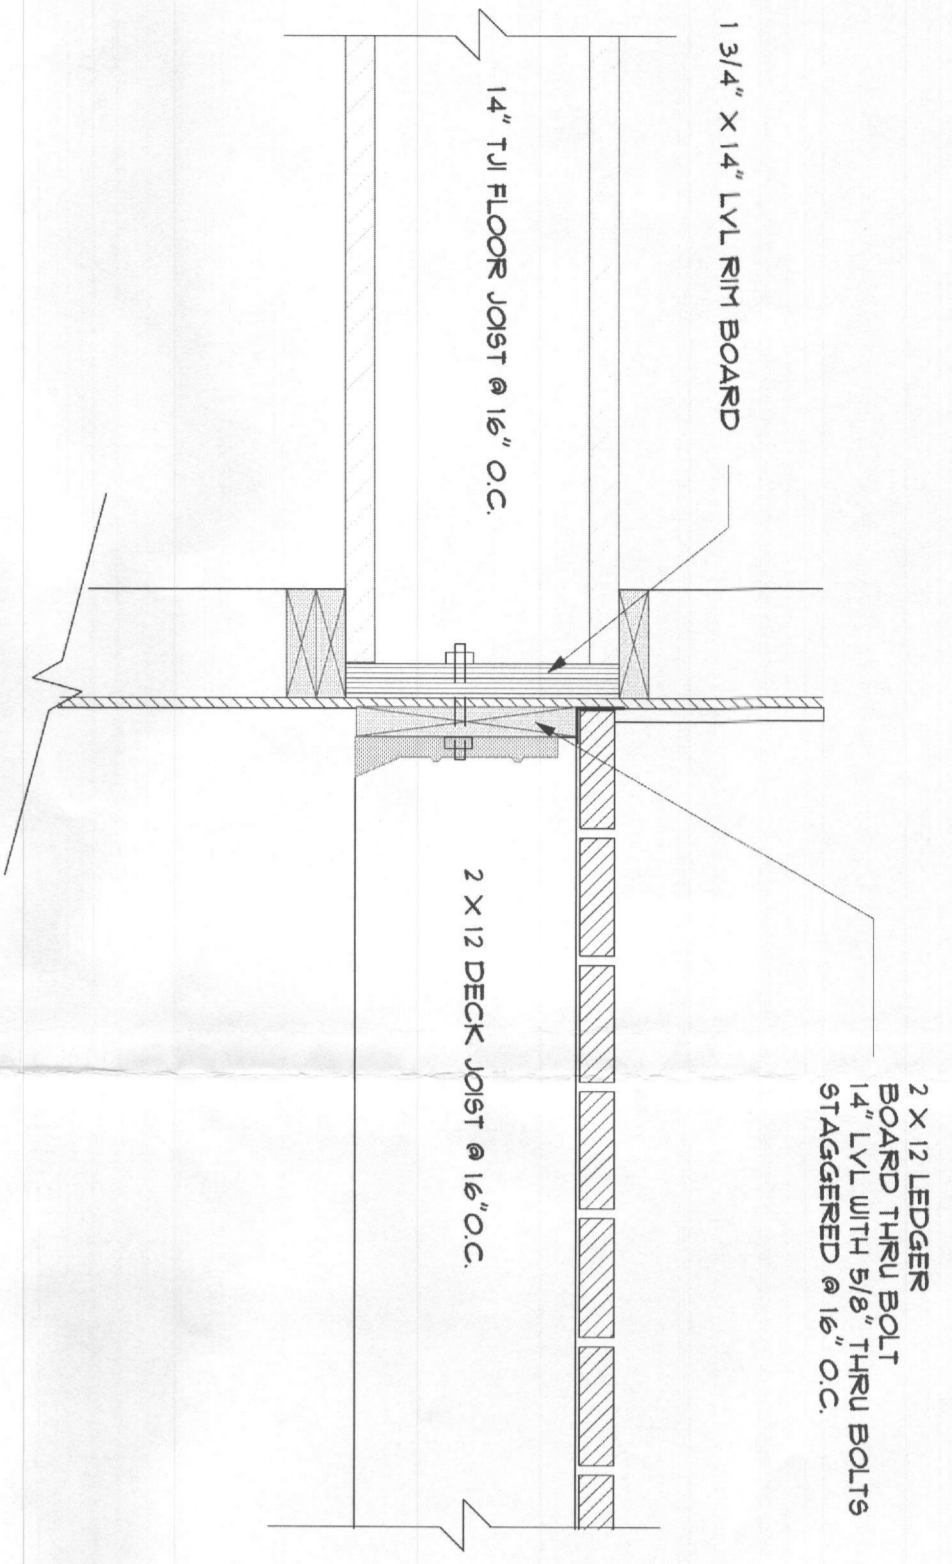 1 3/4" X 14" LVL RIM BOARD
14" TJI FLOOR JOIST @ 16" O.C.
2 X 12 LEDGER
BOARD THRU BOLT
14" LVL WITH 5/8" THRU BOLTS
STAGGERED @ 16" O.C.
2 X 12 DECK JOIST @ 16"O.C.